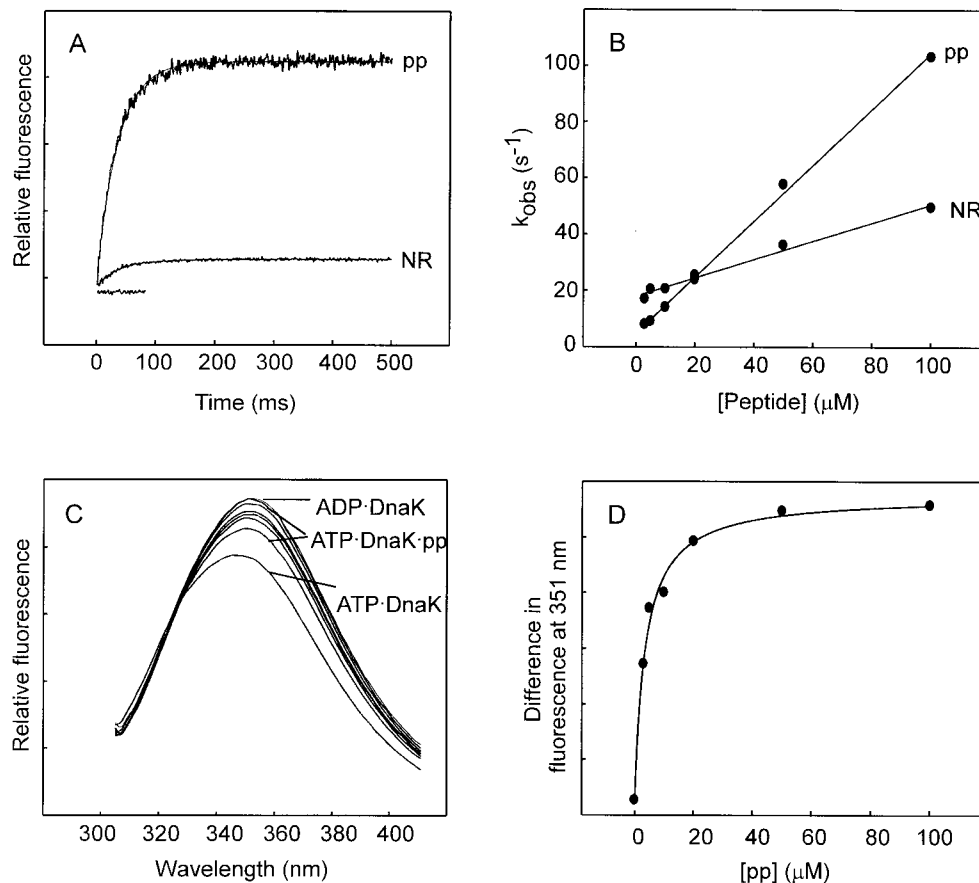 A
pp
NR
Relative fluorescence
0 100 200 300 400 500
Time (ms)
B
pp
NR
k_obs (s⁻¹)
100
80
60
40
20
0
0 20 40 60 80 100
[Peptide] (μM)
C
ADP·DnaK
ATP·DnaK·pp
ATP·DnaK
Relative fluorescence
300 320 340 360 380 400
Wavelength (nm)
D
Difference in
fluorescence at 351 nm
0 20 40 60 80 100
[pp] (μM)